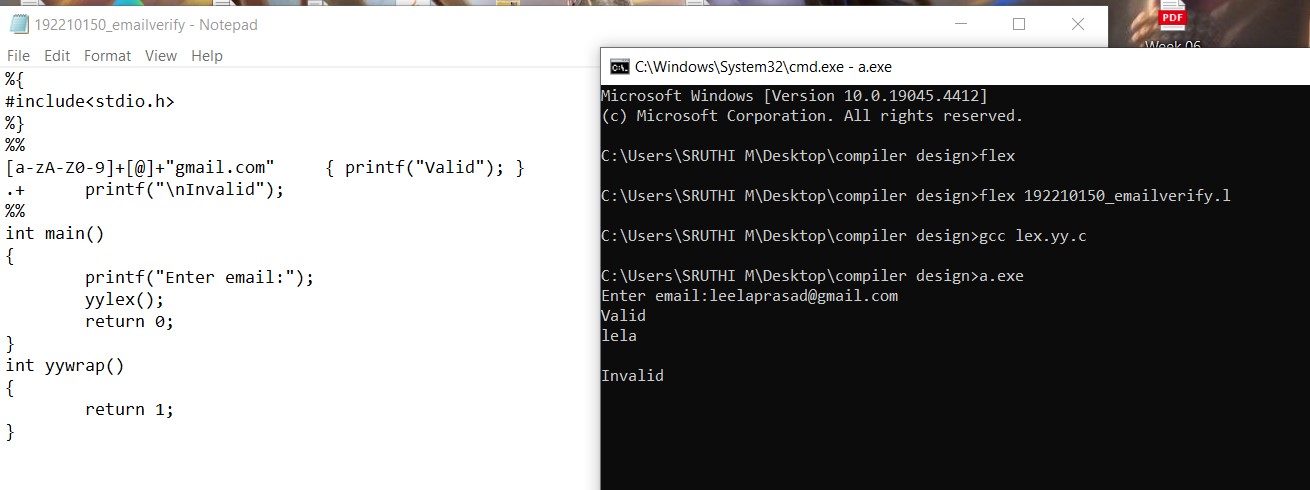 192210150_emailverify - Notepad
File Edit Format View Help
%{
#include<stdio.h>
%}
%%
[a-zA-Z0-9]+[@]+"gmail.com" { printf("Valid"); }
.+ printf("\nInvalid");
%%
int main()
{
printf("Enter email:");
yylex();
return 0;
}
int yywrap()
{
return 1;
}
PDF
Week 06
C:\Windows\System32\cmd.exe - a.exe
Microsoft Windows [Version 10.0.19045.4412]
(c) Microsoft Corporation. All rights reserved.
C:\Users\SRUTHI M\Desktop\compiler design>flex
C:\Users\SRUTHI M\Desktop\compiler design>flex 192210150_emailverify.l
C:\Users\SRUTHI M\Desktop\compiler design>gcc lex.yy.c
C:\Users\SRUTHI M\Desktop\compiler design>a.exe
Enter email:leelaprasad@gmail.com
Valid
lela
Invalid